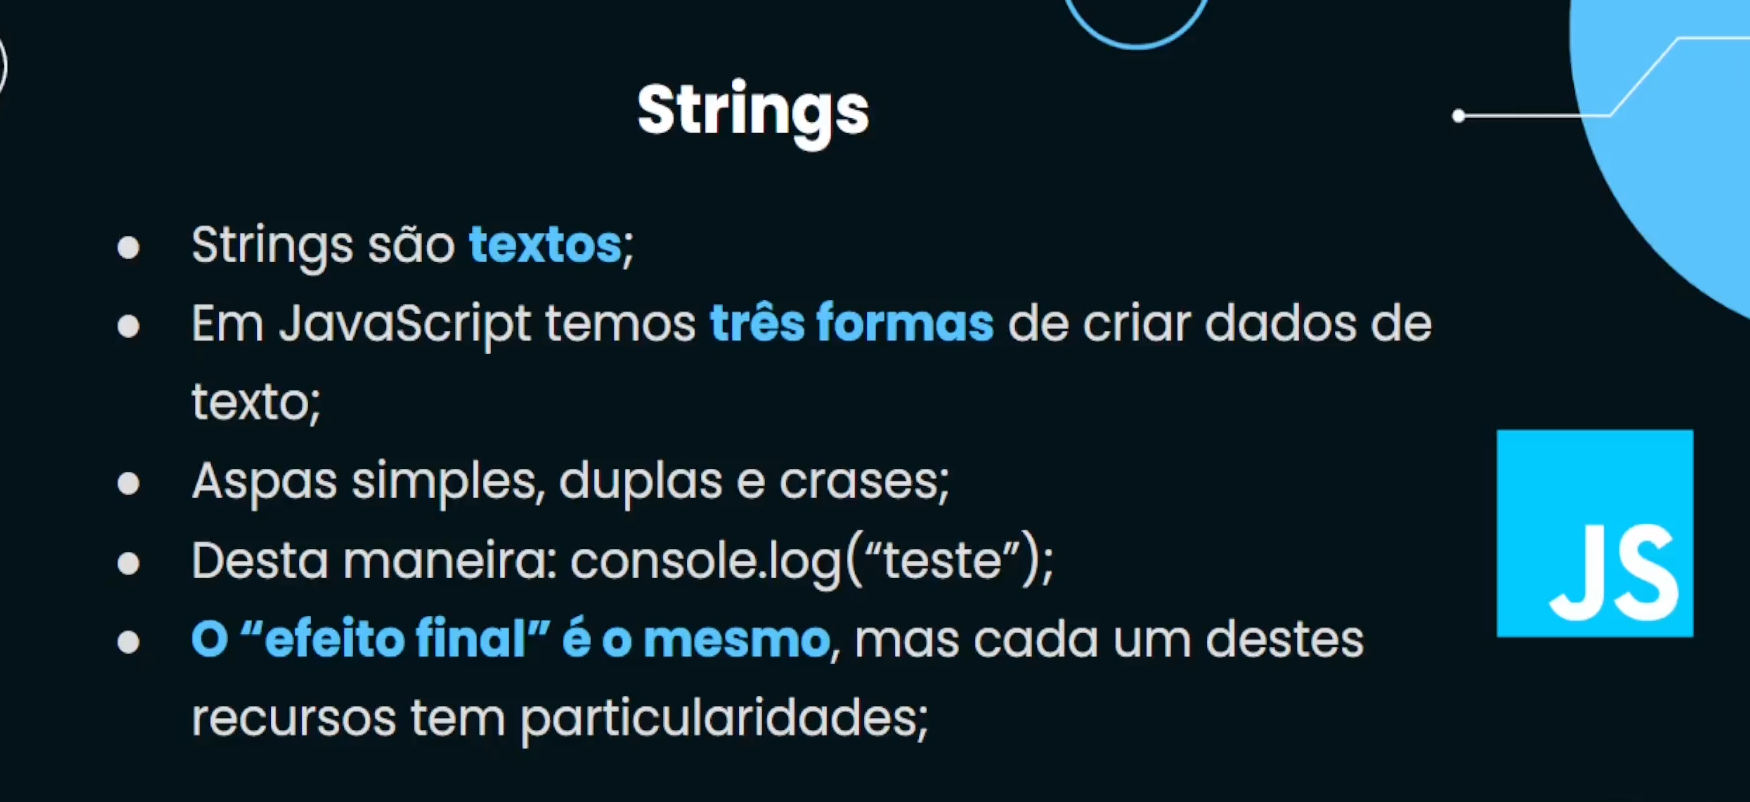 Strings
● Strings são textos;
● Em JavaScript temos três formas de criar dados de
texto;
● Aspas simples, duplas e crases;
● Desta maneira: console.log(“teste”);
● O “efeito final” é o mesmo, mas cada um destes
recursos tem particularidades;
JS